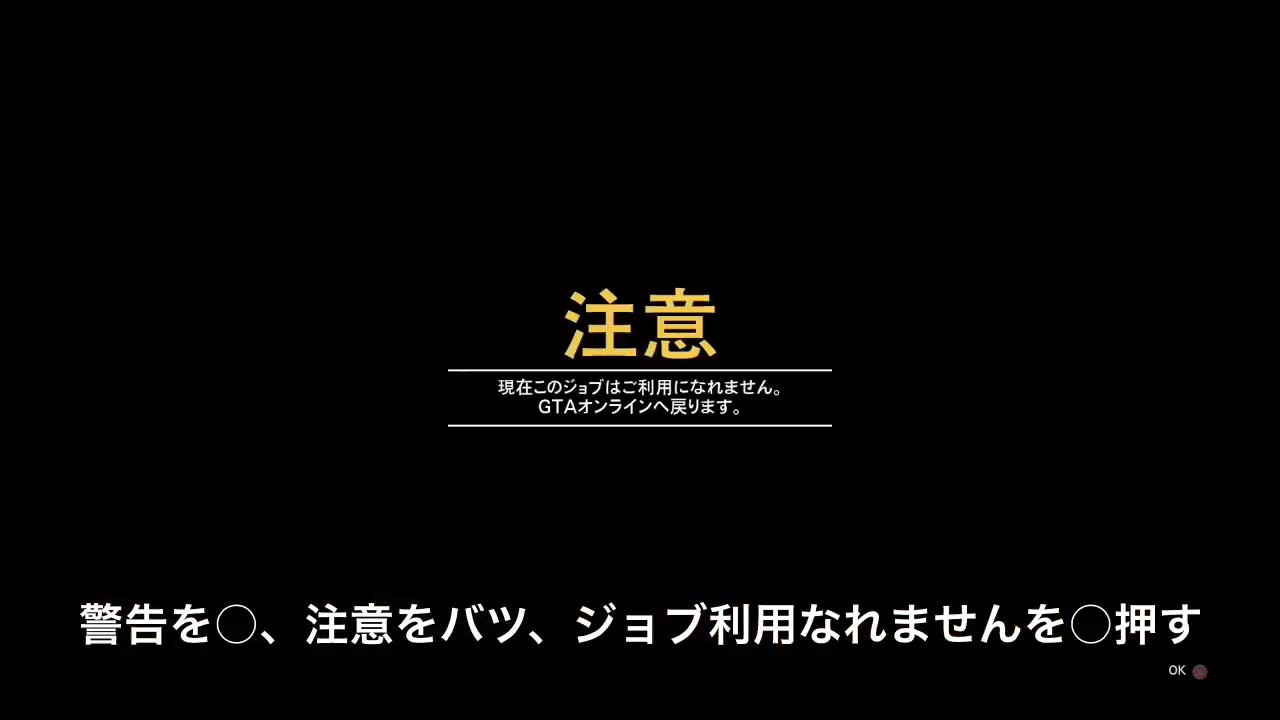 注意
現在このジョブはご利用になれません。
GTAオンラインへ戻ります。
警告を◯、注意をバツ、ジョブ利用なれませんを◯押す
OK